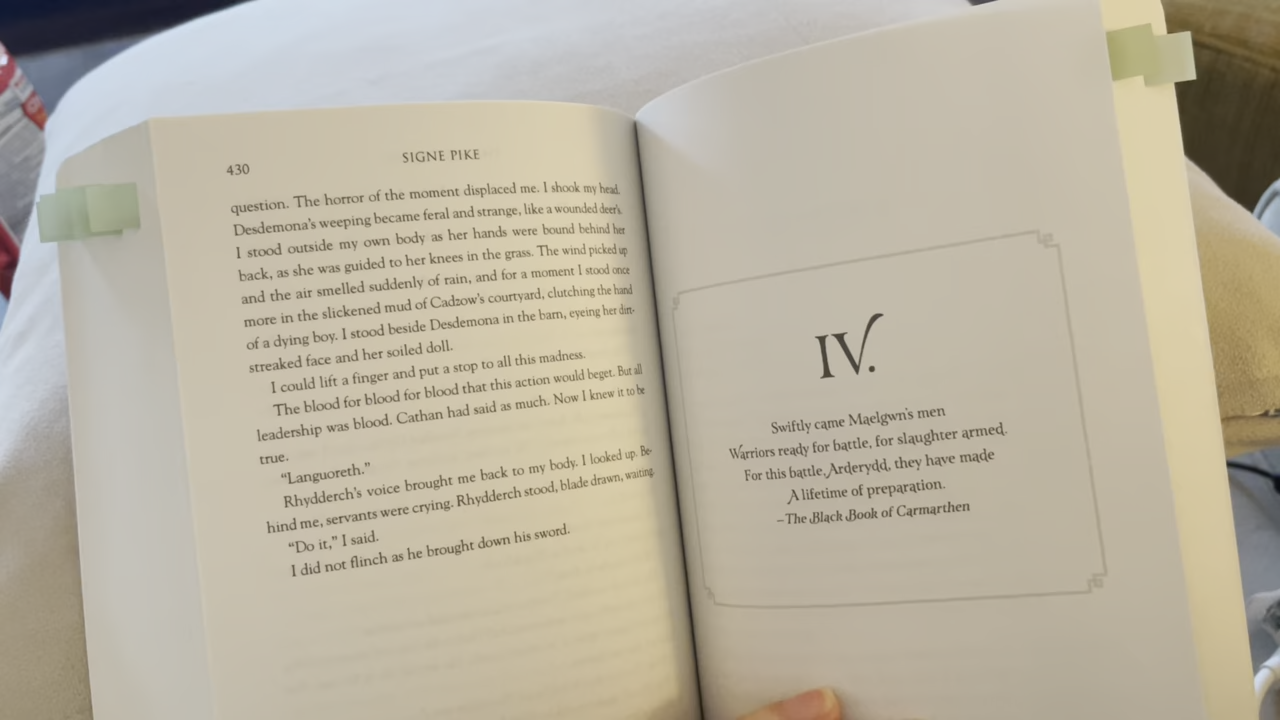 430
SIGNE PIKE
question. The horror of the moment displaced me. I shook my head.
Desdemona's weeping became feral and strange, like a wounded deer's.
I stood outside my own body as her hands were bound behind her
back, as she was guided to her knees in the grass. The wind picked up
and the air smelled suddenly of rain, and for a moment I stood once
more in the slickened mud of Cadzow's courtyard, clutching the hand
of a dying boy. I stood beside Desdemona in the barn, eyeing her dirt-
streaked face and her soiled doll.
I could lift a finger and put a stop to all this madness.
The blood for blood for blood that this action would beget. But all
leadership was blood. Cathan had said as much. Now I knew it to be
true.
“Languoreth.”
Rhydderch's voice brought me back to my body. I looked up. Be-
hind me, servants were crying. Rhydderch stood, blade drawn, waiting.
“Do it,” I said.
I did not flinch as he brought down his sword.
IV.
Swiftly came Maelgwn's men
Warriors ready for battle, for slaughter armed.
For this battle, Arderydd, they have made
A lifetime of preparation.
–The Black Book of Carmarthen